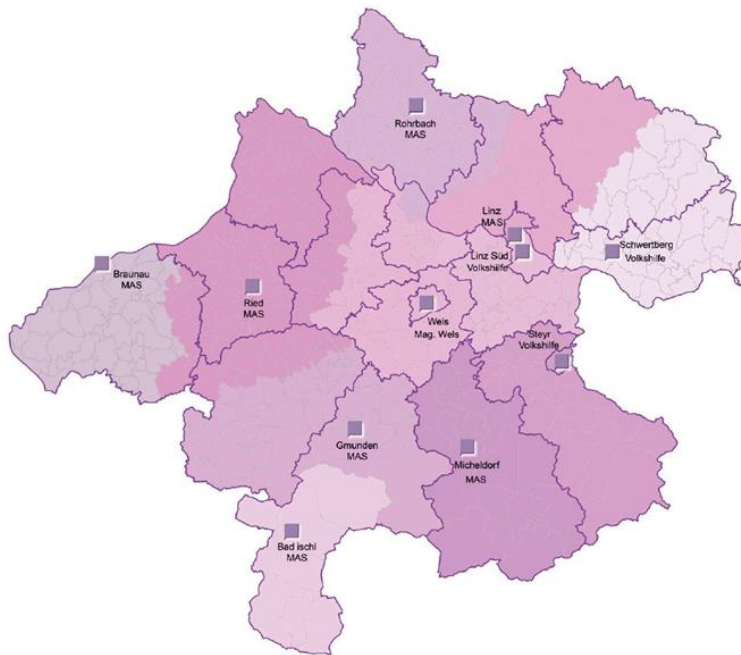 Rohrbach
MAS
Linz
MAS
Linz Süd
Volkshilfe
Schwertberg
Volkshilfe
Braunau
MAS
Ried
MAS
Wels
Mag. Wels
Steyr
Volkshilfe
Gmunden
MAS
Micheldorf
MAS
Bad ischl
MAS